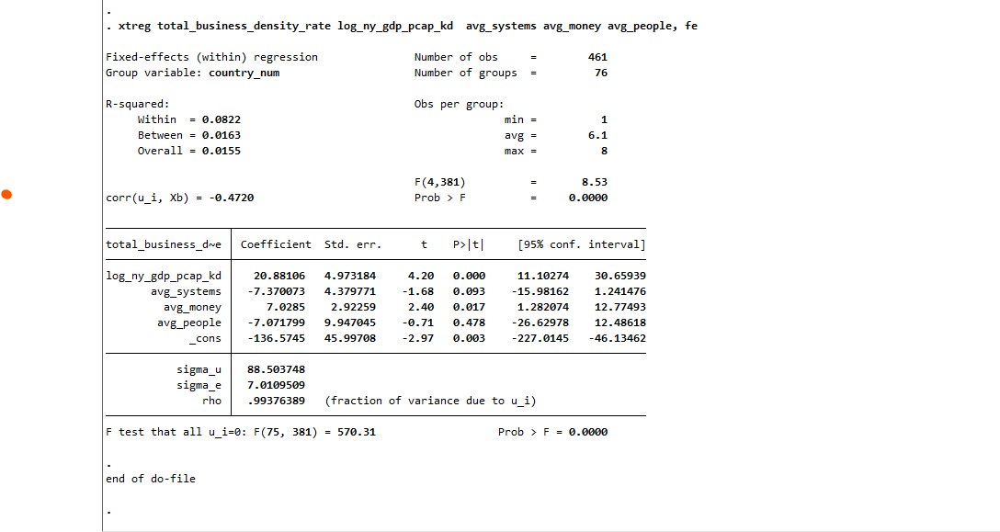 .
. xtreg total_business_density_rate log_ny_gdp_pcap_kd  avg_systems avg_money avg_people, fe
Fixed-effects (within) regression               Number of obs     =        461
Group variable: country_num                     Number of groups  =         76
R-squared:                                      Obs per group:
     Within  = 0.0822                                         min =          1
     Between = 0.0163                                         avg =        6.1
     Overall = 0.0155                                         max =          8
                                                F(4,381)          =       8.53
corr(u_i, Xb) = -0.4720                         Prob > F          =     0.0000
total_business_d~e | Coefficient  Std. err.      t    P>|t|     [95% conf. interval]
log_ny_gdp_pcap_kd |   20.88106   4.973184     4.20   0.000     11.10274    30.65939
       avg_systems |  -7.370073   4.379771    -1.68   0.093    -15.98162    1.241476
         avg_money |     7.0285    2.92259     2.40   0.017     1.282074    12.77493
        avg_people |  -7.071799   9.947045    -0.71   0.478    -26.62978    12.48618
             _cons |  -136.5745   45.99708    -2.97   0.003    -227.0145   -46.13462
           sigma_u |  88.503748
           sigma_e |  7.0109509
               rho |  .99376389   (fraction of variance due to u_i)
F test that all u_i=0: F(75, 381) = 570.31                   Prob > F = 0.0000
.
end of do-file
.